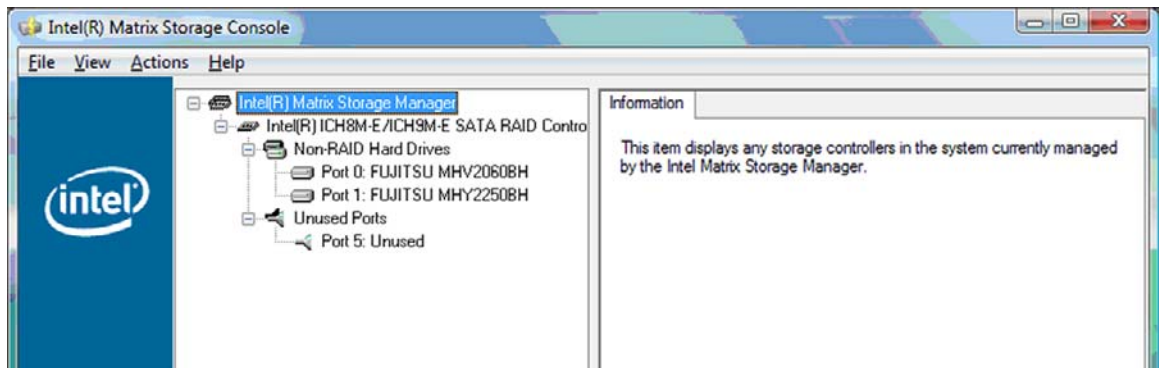 Intel(R) Matrix Storage Console
File View Actions Help
Intel(R) Matrix Storage Manager
Intel(R) ICH8M-E/ICH9M-E SATA RAID Contro
Non-RAID Hard Drives
Port 0: FUJITSU MHV2060BH
Port 1: FUJITSU MHY2250BH
Unused Ports
Port 5: Unused
intel
Information
This item displays any storage controllers in the system currently managed
by the Intel Matrix Storage Manager.